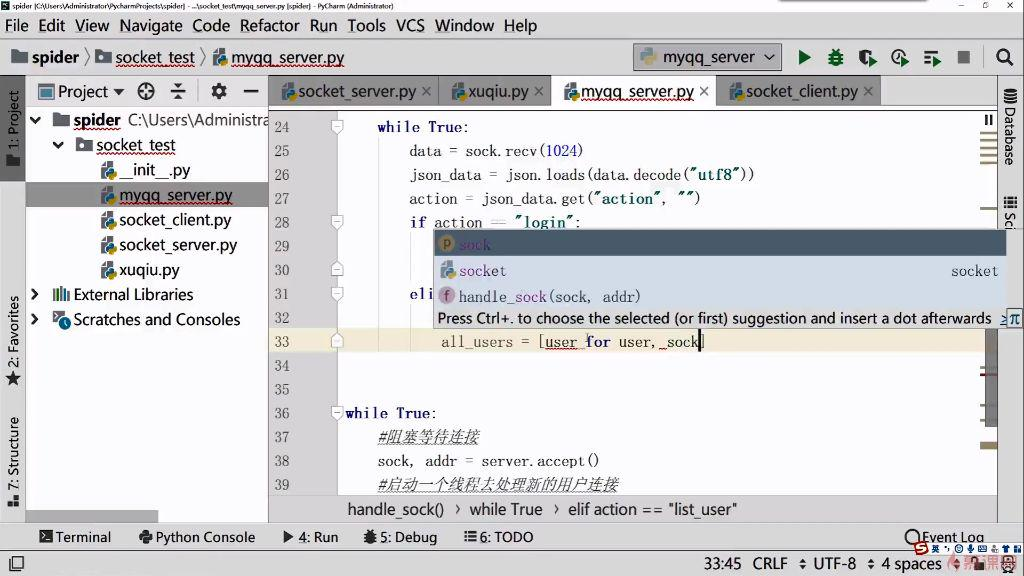 spider [C:\Users\Administrator\PycharmProjects\spider] - ...\socket_test\myqq_server.py [spider] - PyCharm (Administrator)
File Edit View Navigate Code Refactor Run Tools VCS Window Help
spider socket_test myqq_server.py myqq_server
1: Project
Project
socket_server.py xuqiu.py myqq_server.py socket_client.py
Database
spider C:\Users\Administra
socket_test
__init__.py
myqq_server.py
socket_client.py
socket_server.py
xuqiu.py
External Libraries
Scratches and Consoles
2: Favorites
7: Structure
24 while True:
25 data = sock.recv(1024)
26 json_data = json.loads(data.decode("utf8"))
27 action = json_data.get("action", "")
28 if action == "login":
29
30
31 eli
32
33 all_users = [user for user, sock]
34
35
36 while True:
37 #阻塞等待连接
38 sock, addr = server.accept()
39 #启动一个线程去处理新的用户连接
p sock
socket socket
f handle_sock(sock, addr)
Press Ctrl+. to choose the selected (or first) suggestion and insert a dot afterwards ≥ π
handle_sock() › while True › elif action == "list_user"
Terminal Python Console 4: Run 5: Debug 6: TODO Event Log
33:45 CRLF UTF-8 4 spaces